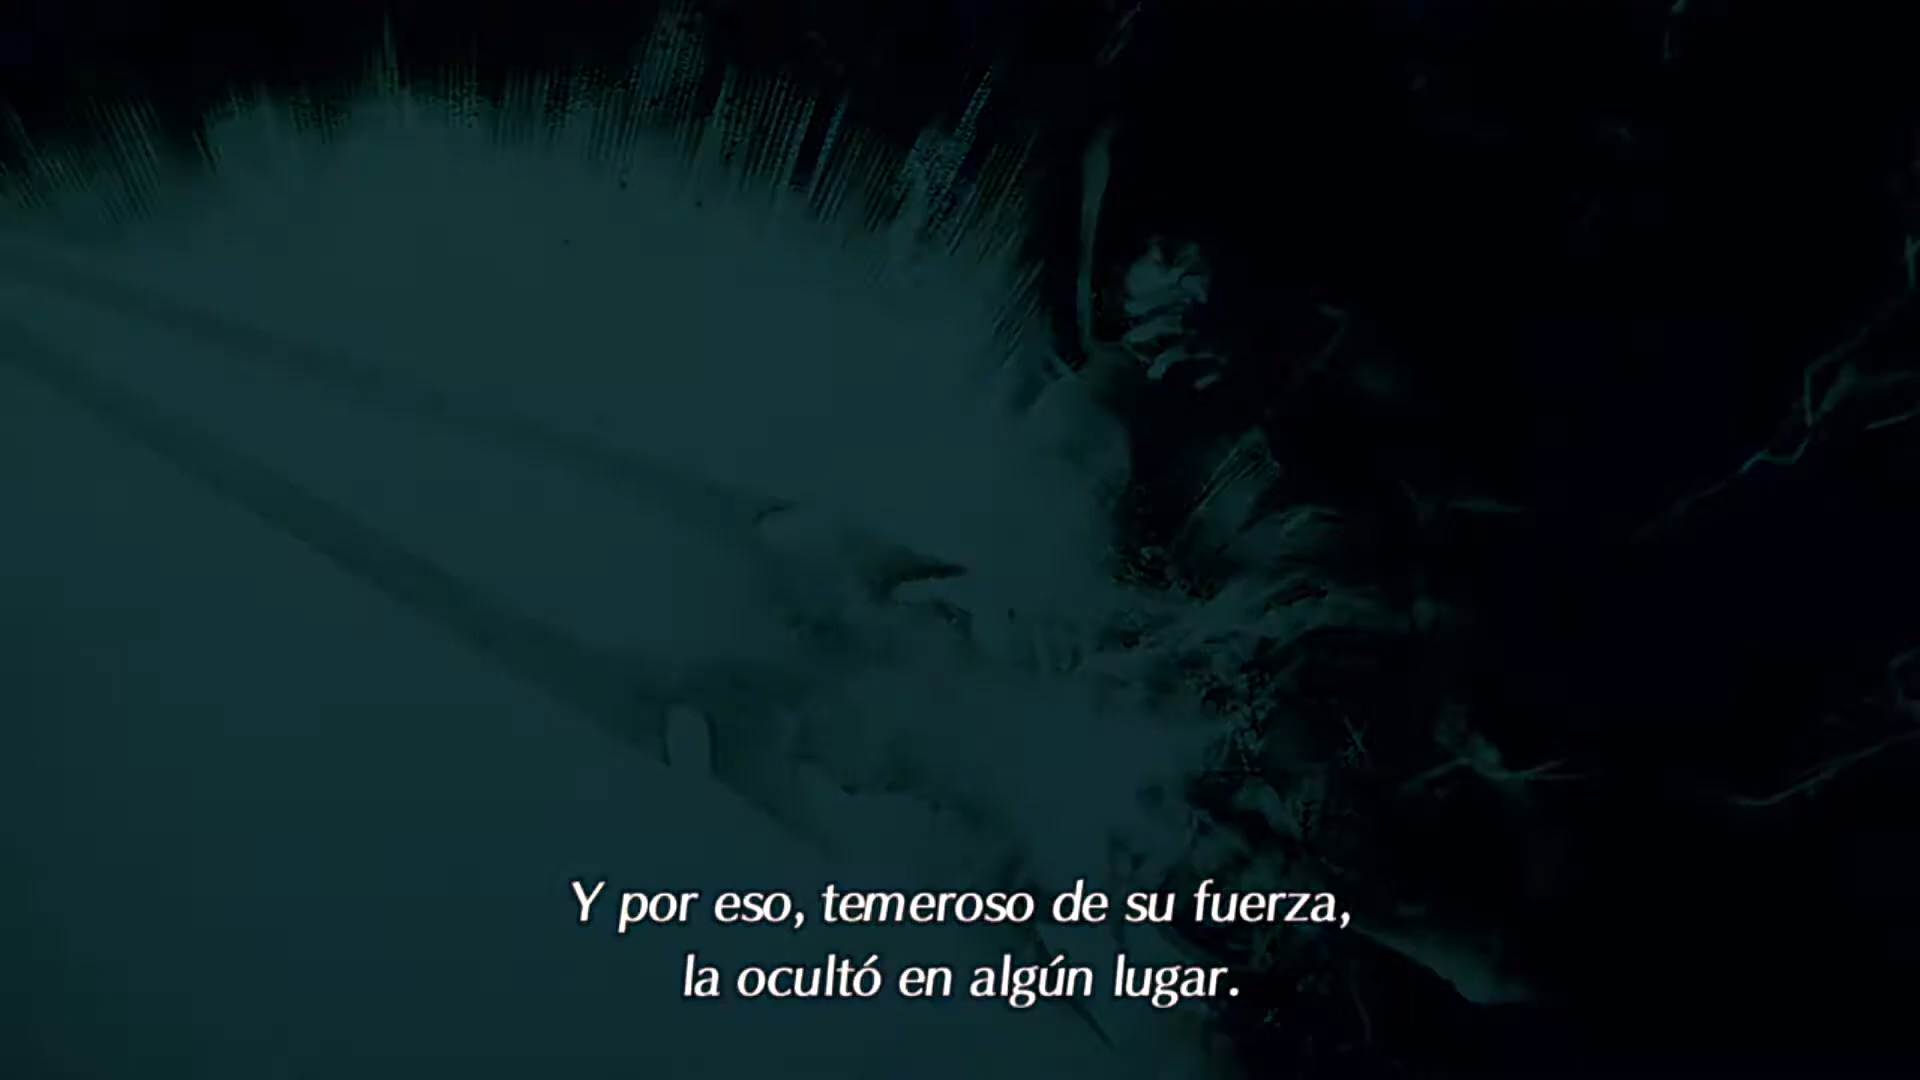 Y por eso, temeroso de su fuerza,
la ocultó en algún lugar.